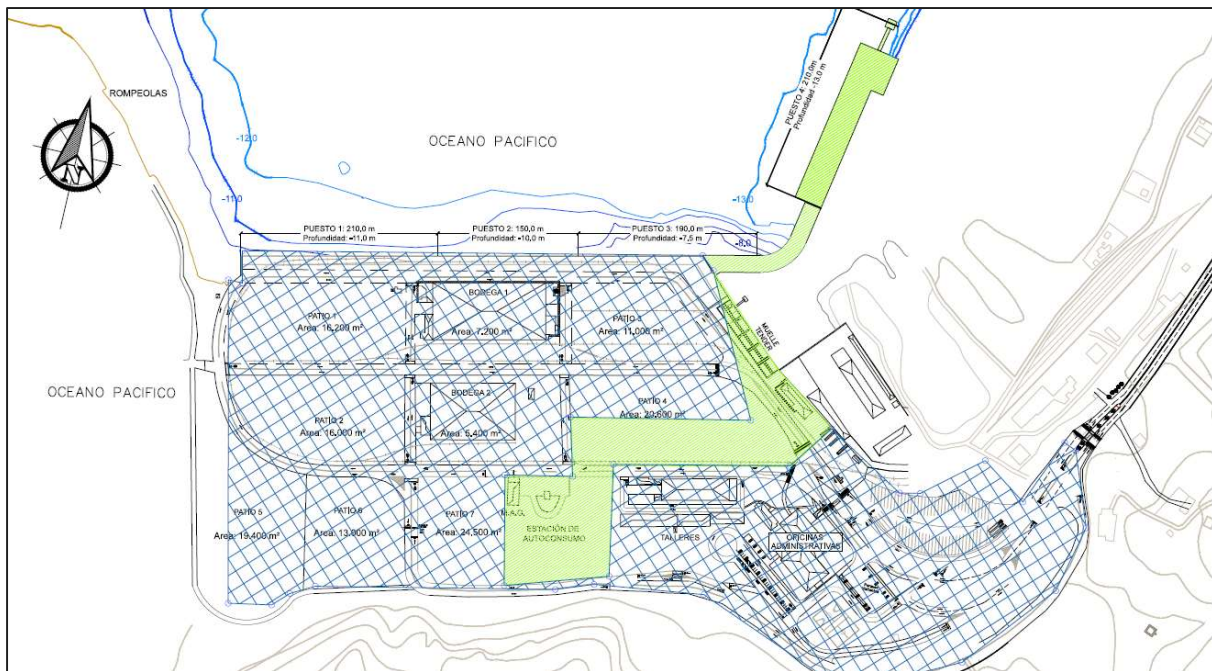 ROMPEOLAS
N
OCEANO PACIFICO
-12,0
-11,0
-13,0
-8,0
PUESTO 4: 210,0m
Profundidad -13,0 m
PUESTO 1: 210,0 m
Profundidad: -11,0 m
PUESTO 2: 150,0 m
Profundidad: -10,0 m
PUESTO 3: 190,0 m
Profundidad: -7,5 m
PATIO 1
Area: 16.200 m²
BODEGA 1
Area: 7.200 m²
PATIO 3
Area: 11.000 m²
MUELLE
TENDER
OCEANO PACIFICO
PATIO 2
Area: 16.000 m²
BODEGA 2
Area: 5.400 m²
PATIO 4
Area: 20.600 m²
PATIO 5
Area: 19.400 m²
PATIO 6
Area: 13.000 m²
PATIO 7
Area: 24.500 m²
M.A.G.
ESTACIÓN DE
AUTOCONSUMO
TALLERES
OFICINAS
ADMINISTRATIVAS